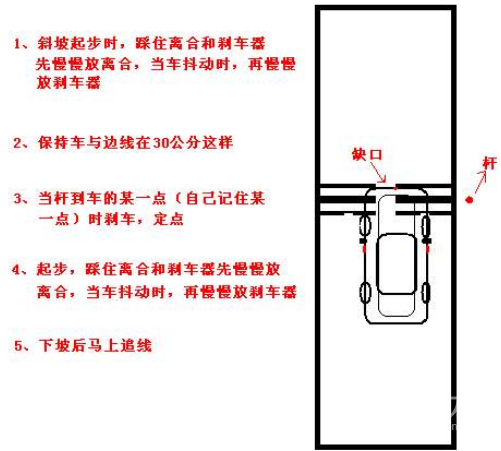 1、斜坡起步时，踩住离合和刹车器
先慢慢放离合，当车抖动时，再慢慢
放刹车器
2、保持车与边线在30公分这样
缺口
杆
3、当杆到车的某一点（自己记住某
一点）时刹车，定点
4、起步，踩住离合和刹车器先慢慢放
离合，当车抖动时，再慢慢放刹车器
5、下坡后马上追线